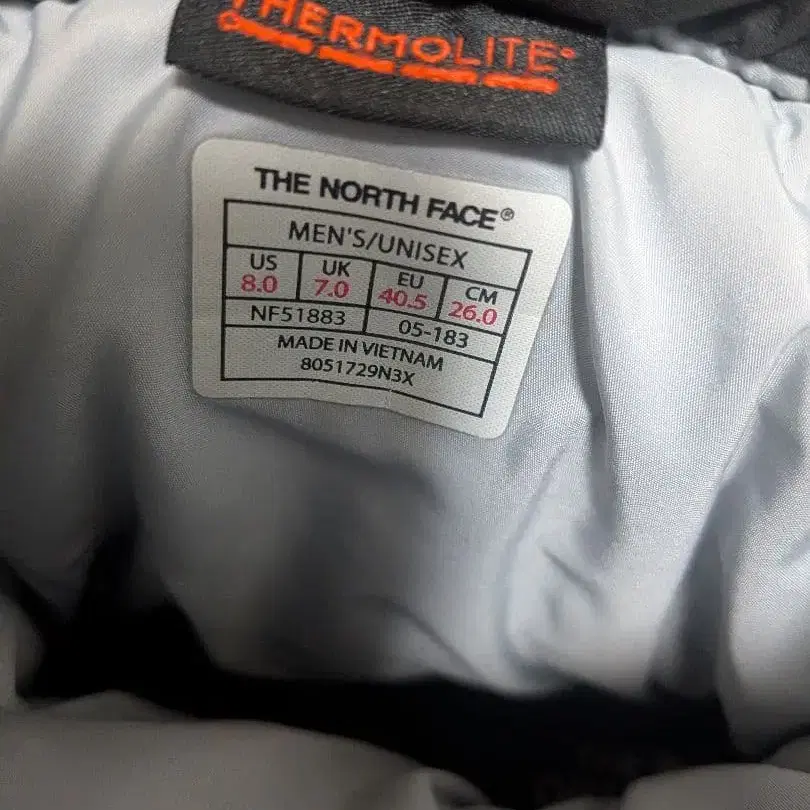 THERMOLITE
THE NORTH FACE®
MEN'S/UNISEX
US UK EU CM
8.0 7.0 40.5 26.0
NF51883 05-183
MADE IN VIETNAM
8051729N3X